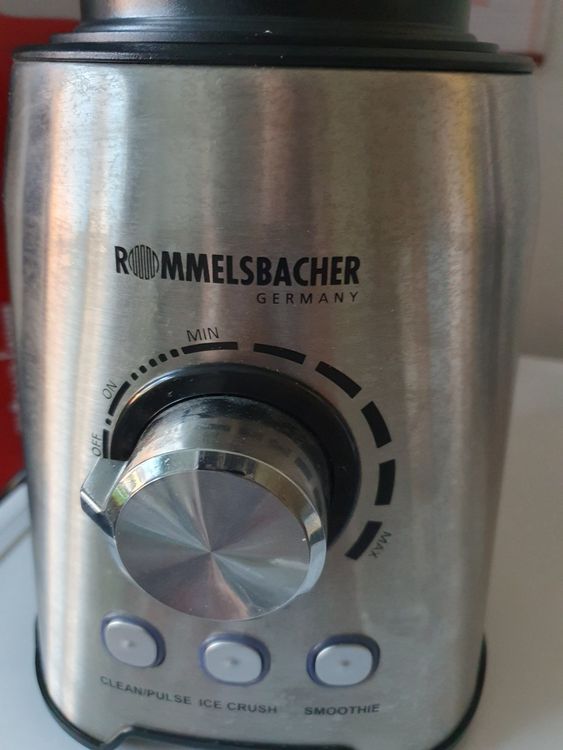 ROMMELSBACHER
GERMANY
MIN
ON
OFF
MAX
CLEAN/PULSE
ICE CRUSH
SMOOTHIE